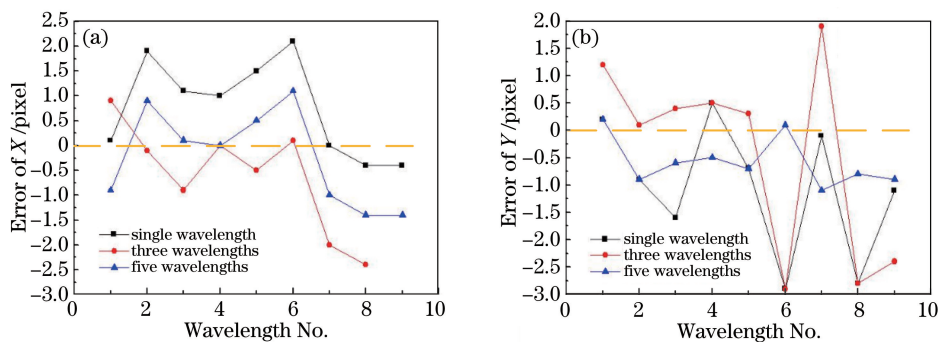 (a)
Error of X /pixel
2.5
2.0
1.5
1.0
0.5
0
−0.5
−1.0
−1.5
−2.0
−2.5
−3.0
single wavelength
three wavelengths
five wavelengths
0 2 4 6 8 10
Wavelength No.
(b)
Error of Y /pixel
2.0
1.5
1.0
0.5
0
−0.5
−1.0
−1.5
−2.0
−2.5
−3.0
single wavelength
three wavelengths
five wavelengths
0 2 4 6 8 10
Wavelength No.